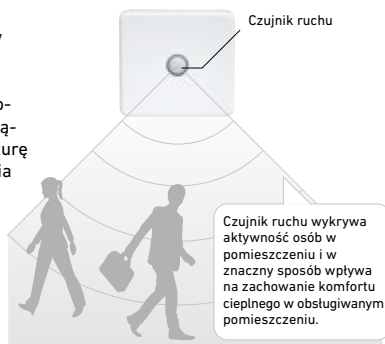 Czujnik ruchu
Czujnik ruchu wykrywa
aktywność osób w
pomieszczeniu i w
znaczny sposób wpływa
na zachowanie komfortu
cieplnego w obsługiwanym
pomieszczeniu.